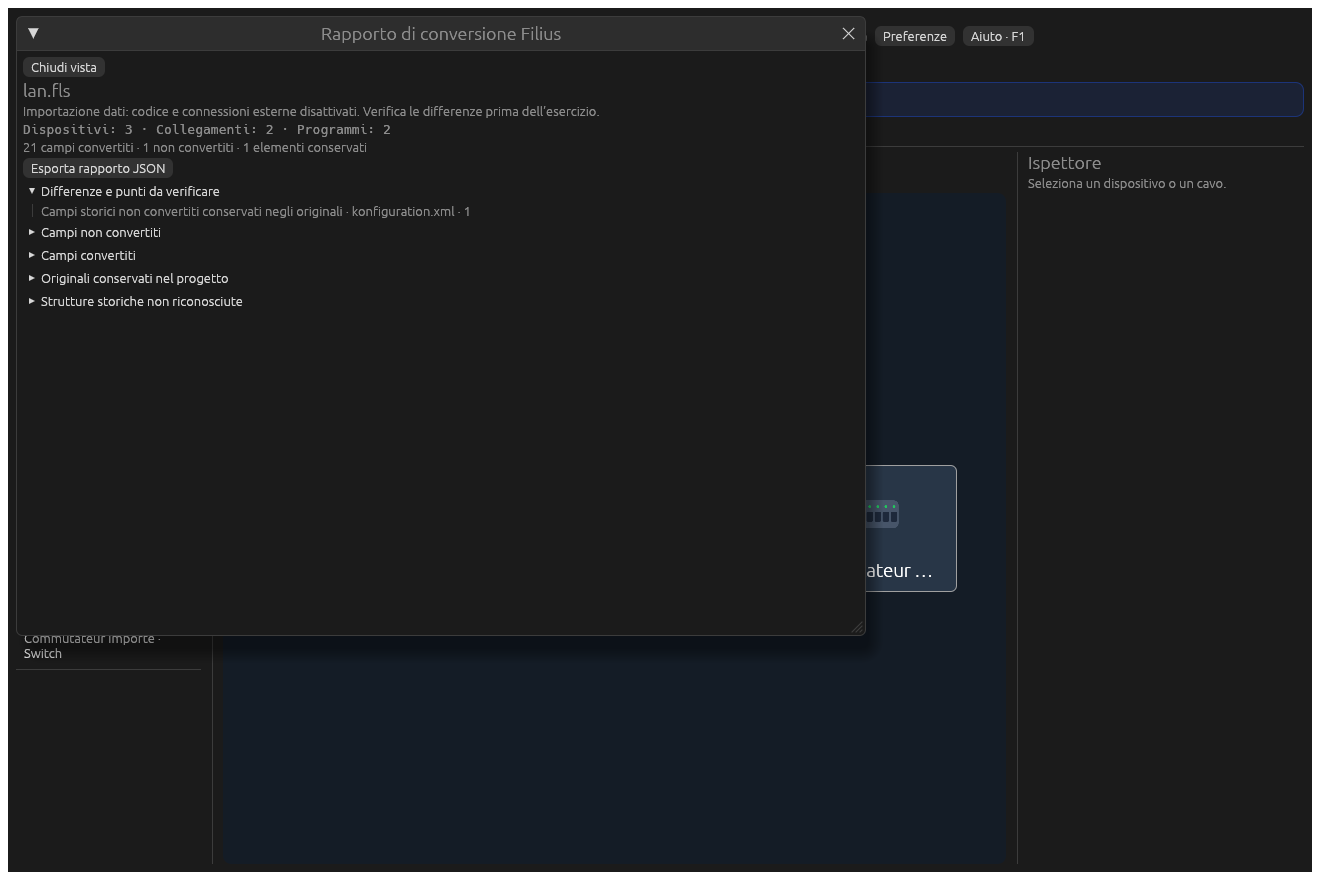 Rapporto di conversione Filius
Preferenze
Aiuto · F1
Chiudi vista
lan.fls
Importazione dati: codice e connessioni esterne disattivati. Verifica le differenze prima dell'esercizio.
Dispositivi: 3 · Collegamenti: 2 · Programmi: 2
21 campi convertiti · 1 non convertiti · 1 elementi conservati
Esporta rapporto JSON
Differenze e punti da verificare
Campi storici non convertiti conservati negli originali · konfiguration.xml · 1
Campi non convertiti
Campi convertiti
Originali conservati nel progetto
Strutture storiche non riconosciute
Ispettore
Seleziona un dispositivo o un cavo.
ateur ...
Commutateur importé ·
Switch